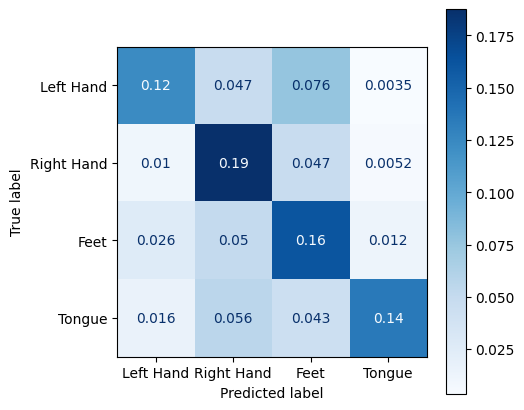 Left Hand 0.12 0.047 0.076 0.0035
Right Hand 0.01 0.19 0.047 0.0052
Feet 0.026 0.05 0.16 0.012
Tongue 0.016 0.056 0.043 0.14
Left Hand Right Hand Feet Tongue
Predicted label
True label
0.175
0.150
0.125
0.100
0.075
0.050
0.025